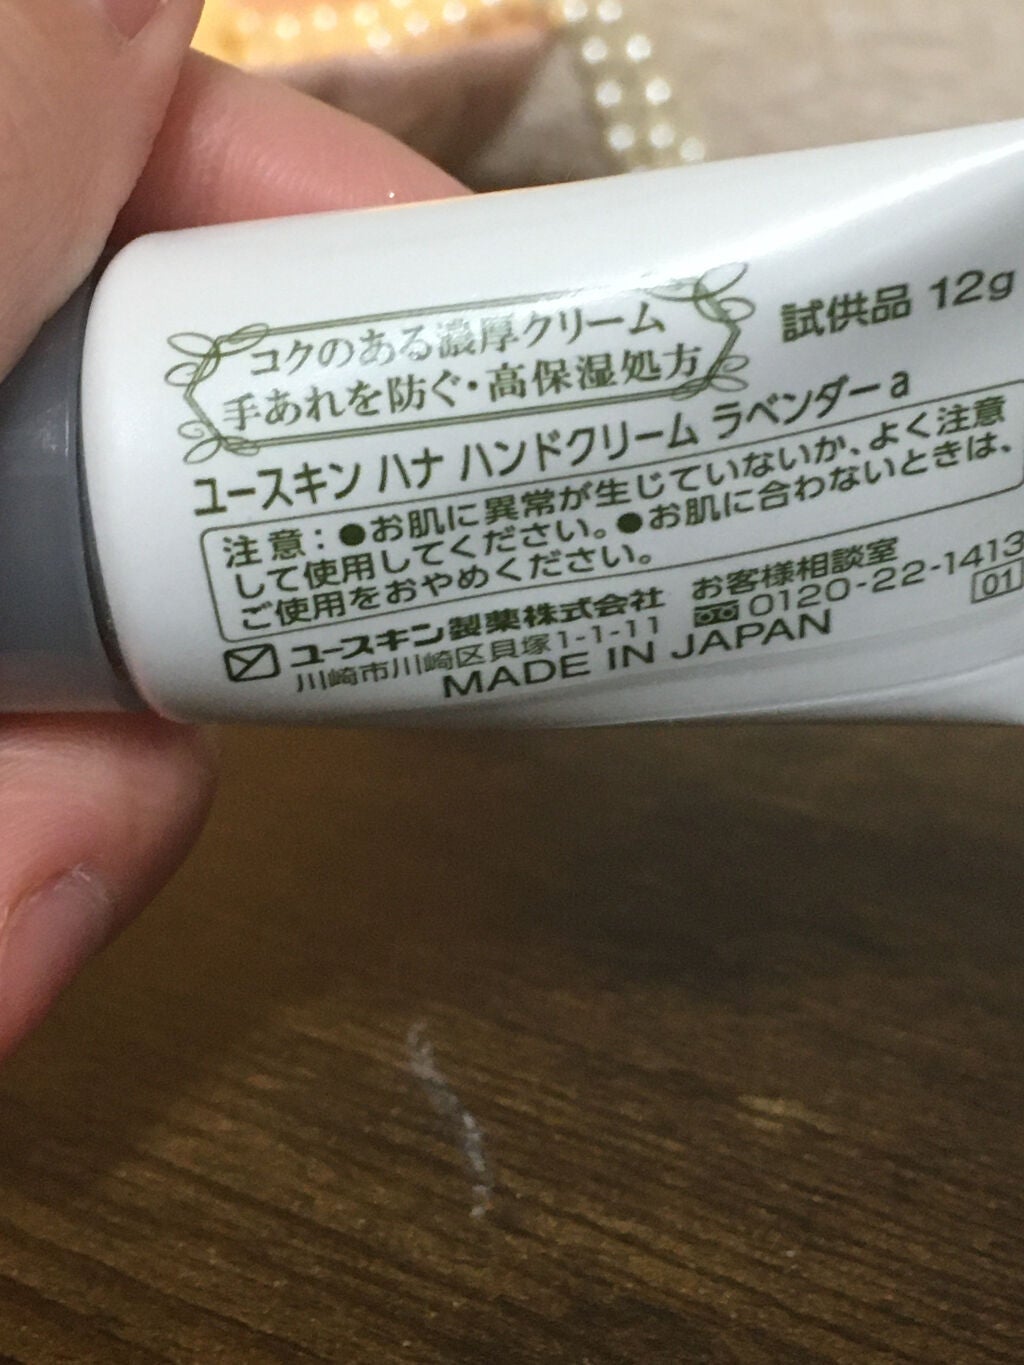 コクのある濃厚クリーム
手あれを防ぐ・高保湿処方
試供品 12g
ユースキン ハナ ハンドクリーム ラベンダーa
注意:●お肌に異常が生じていないか、よく注意
して使用してください。●お肌に合わないときは、
ご使用をおやめください。
ユースキン製薬株式会社
川崎市川崎区貝塚1-1-11
お客様相談室
0120-22-1413
01
MADE IN JAPAN